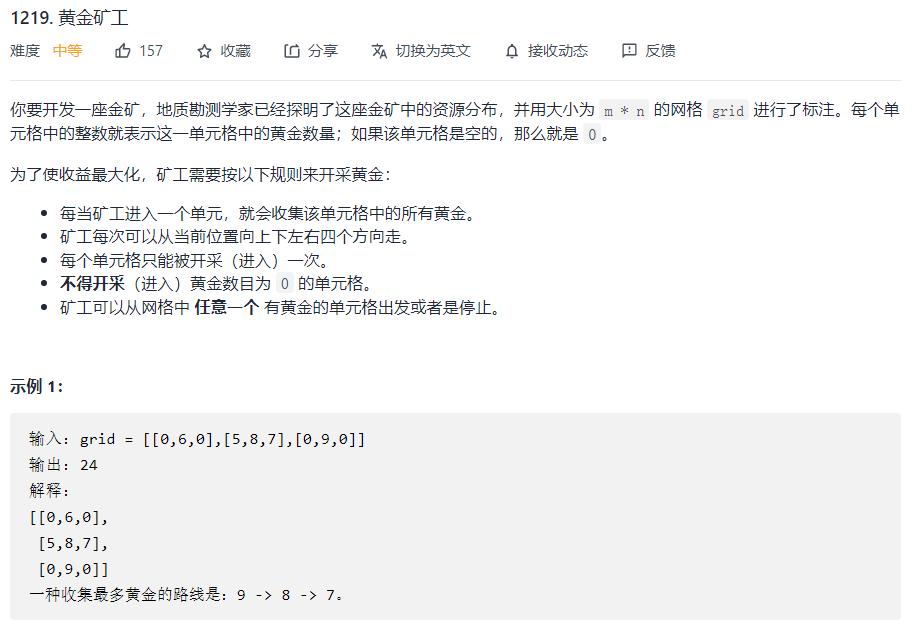 1219. 黄金矿工
难度 中等 157 收藏 分享 切换为英文 接收动态 反馈
你要开发一座金矿，地质勘测学家已经探明了这座金矿中的资源分布，并用大小为 m * n 的网格 grid 进行了标注。每个单
元格中的整数就表示这一单元格中的黄金数量；如果该单元格是空的，那么就是 0。
为了使收益最大化，矿工需要按以下规则来开采黄金：
• 每当矿工进入一个单元，就会收集该单元格中的所有黄金。
• 矿工每次可以从当前位置向上下左右四个方向走。
• 每个单元格只能被开采（进入）一次。
• 不得开采（进入）黄金数目为 0 的单元格。
• 矿工可以从网格中 任意一个 有黄金的单元格出发或者是停止。
示例 1：
输入：grid = [[0,6,0],[5,8,7],[0,9,0]]
输出：24
解释：
[[0,6,0],
[5,8,7],
[0,9,0]]
一种收集最多黄金的路线是：9 -> 8 -> 7。